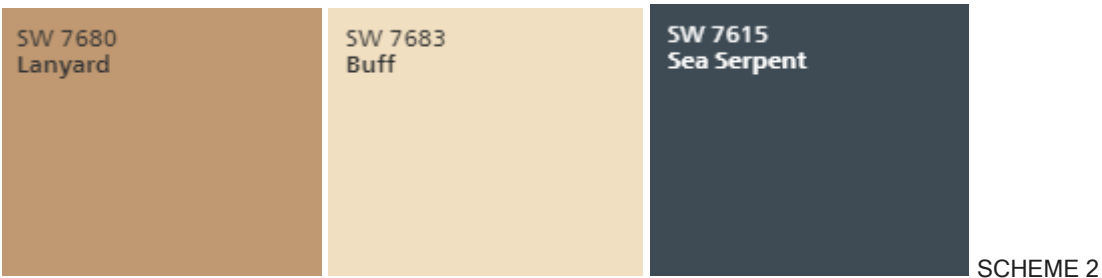 SW 7680
Lanyard
SW 7683
Buff
SW 7615
Sea Serpent
SCHEME 2